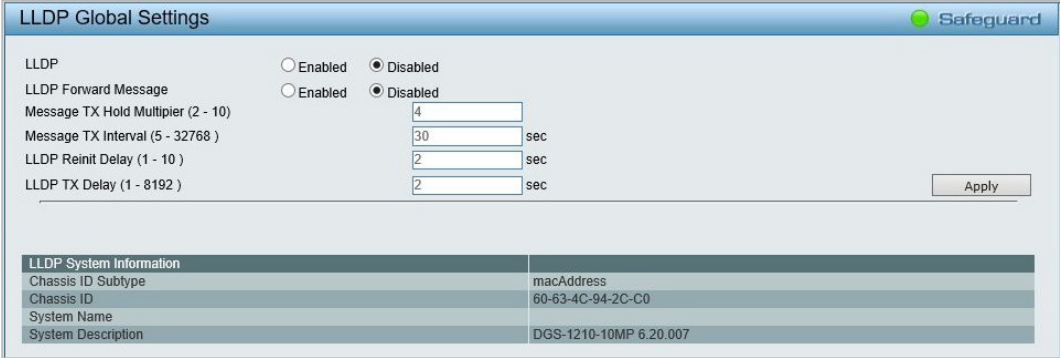 LLDP Global Settings Safeguard
LLDP Enabled Disabled
LLDP Forward Message Enabled Disabled
Message TX Hold Multipier (2 - 10) 4
Message TX Interval (5 - 32768 ) 30 sec
LLDP Reinit Delay (1 - 10 ) 2 sec
LLDP TX Delay (1 - 8192 ) 2 sec Apply
LLDP System Information
Chassis ID Subtype macAddress
Chassis ID 60-63-4C-94-2C-C0
System Name
System Description DGS-1210-10MP 6.20.007